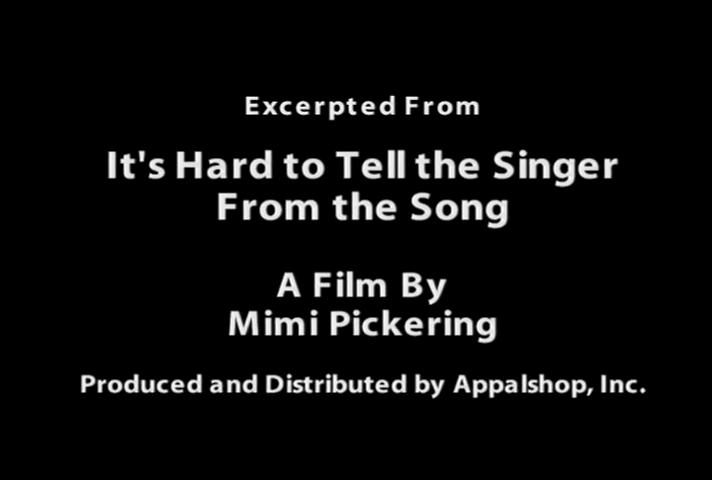 Excerpted From
It's Hard to Tell the Singer
From the Song
A Film By
Mimi Pickering
Produced and Distributed by Appalshop, Inc.